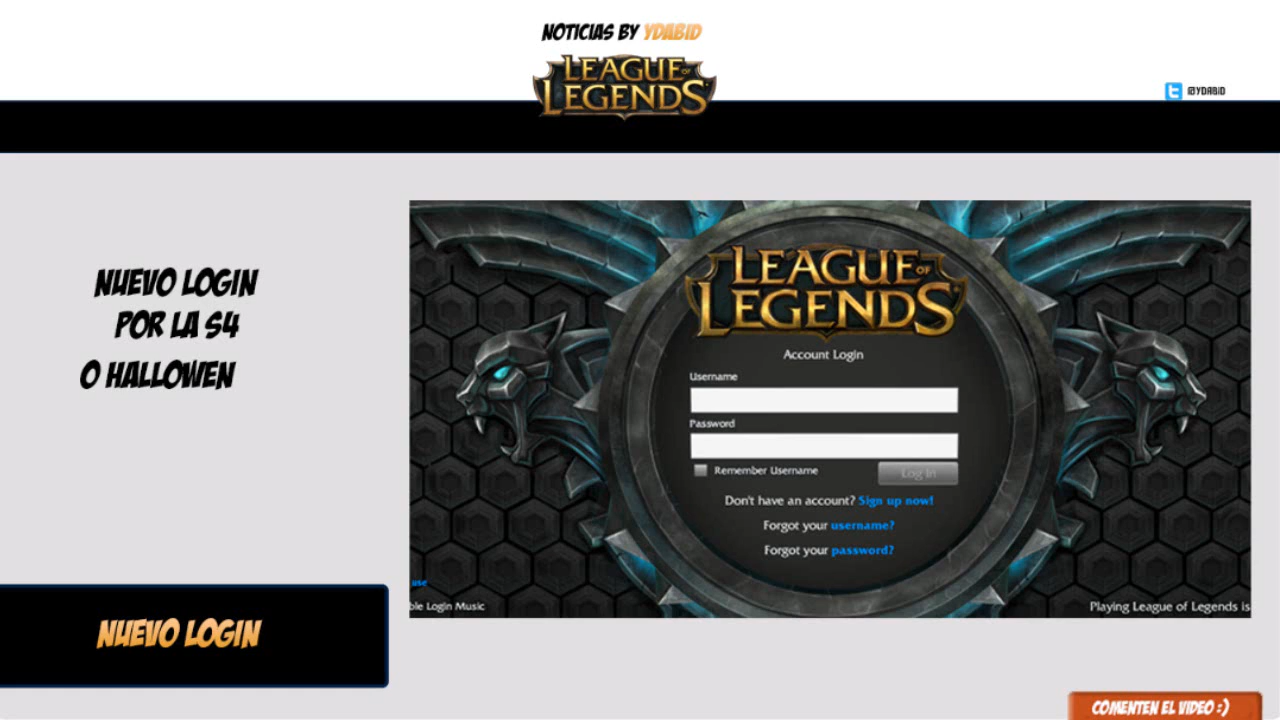 NOTICIAS BY YDABID
LEAGUE OF
LEGENDS
@YDABID
NUEVO LOGIN
POR LA S4
O HALLOWEN
LEAGUE OF
LEGENDS
Account Login
Username
Password
Remember Username
Log In
Don't have an account? Sign up now!
Forgot your username?
Forgot your password?
use
ble Login Music
Playing League of Legends is
NUEVO LOGIN
COMENTEN EL VIDEO :)